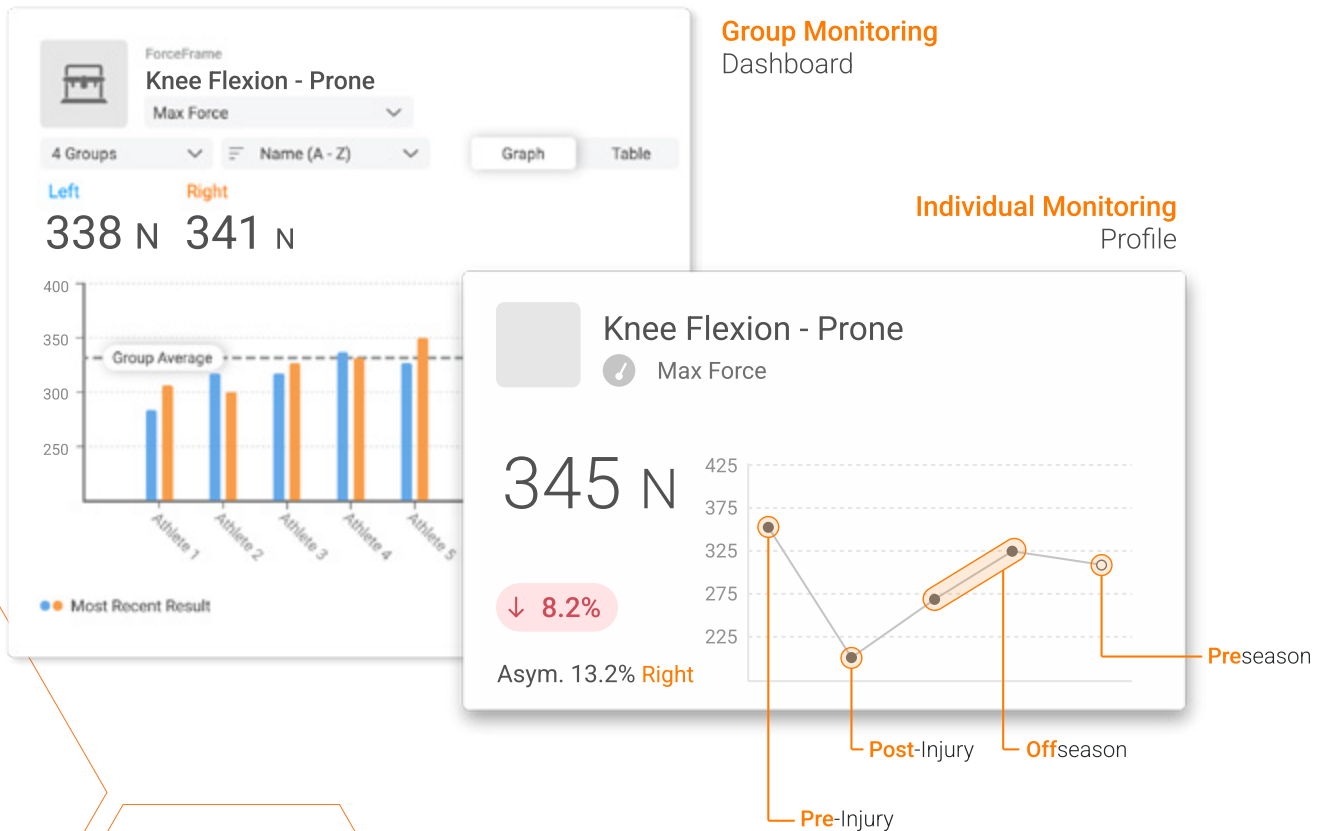 Group Monitoring
Dashboard
ForceFrame
Knee Flexion - Prone
Max Force
4 Groups
Name (A - Z)
Graph
Table
Left
Right
338 N
341 N
400
350
300
250
Group Average
Athlete 1
Athlete 2
Athlete 3
Athlete 4
Athlete 5
Most Recent Result
Individual Monitoring
Profile
Knee Flexion - Prone
Max Force
345 N
↓ 8.2%
Asym. 13.2% Right
425
375
325
275
225
Preseason
Post-Injury
Offseason
Pre-Injury